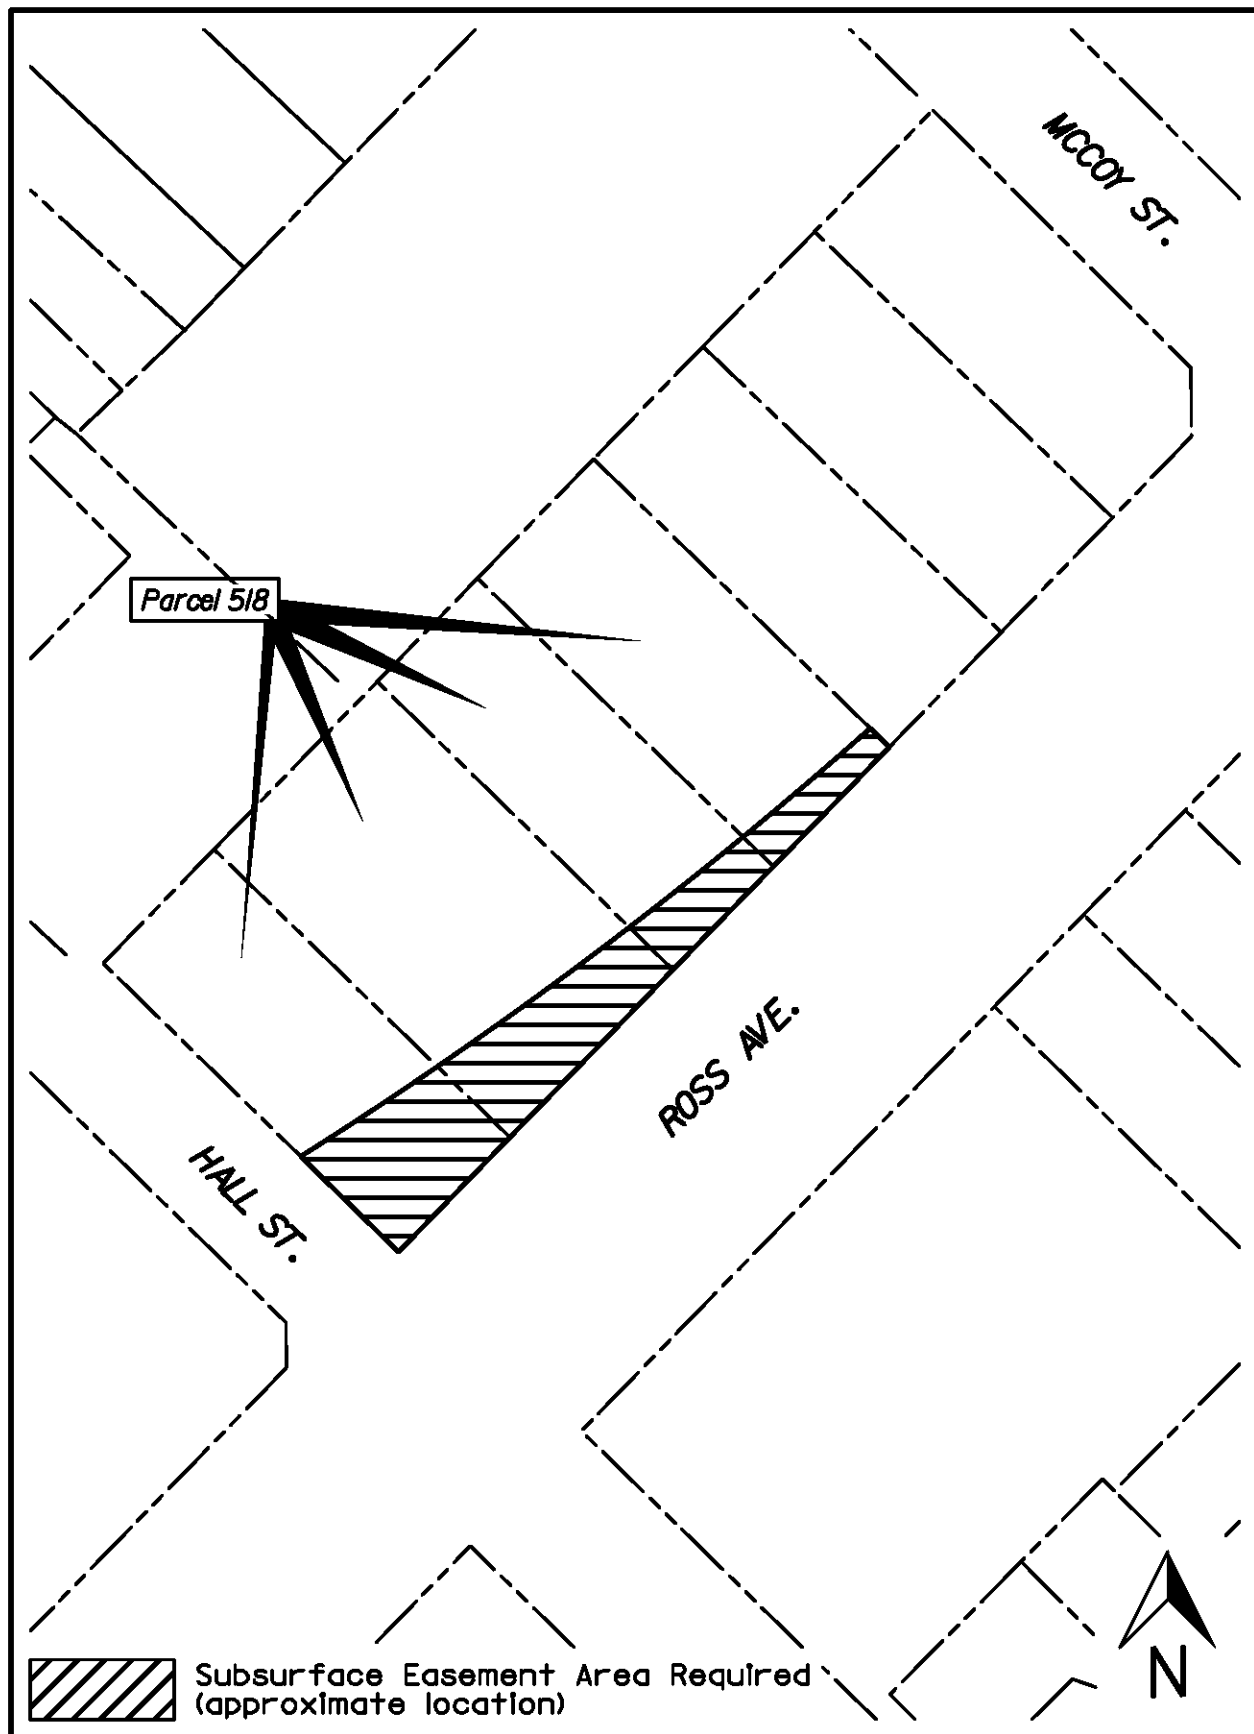 MCCOY ST.
Parcel 518
ROSS AVE.
HALL ST.
Subsurface Easement Area Required
(approximate location)
N